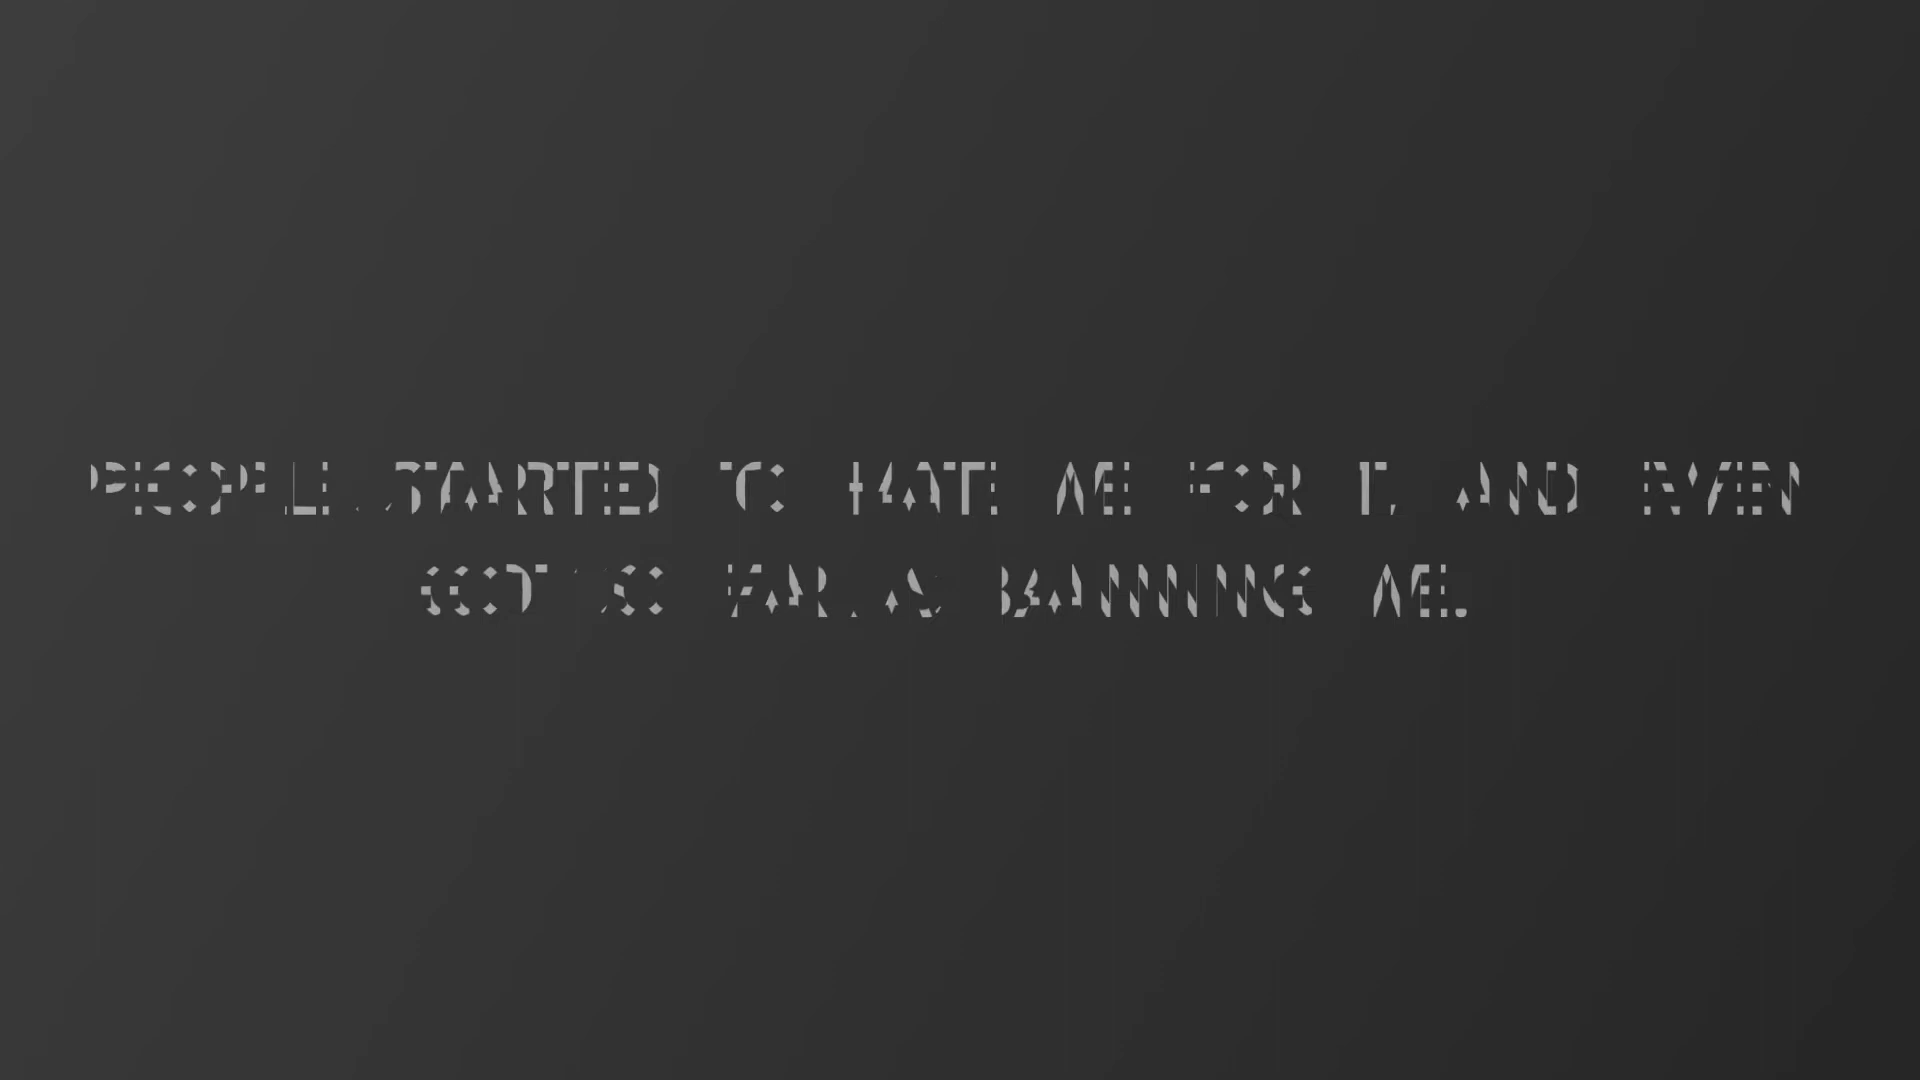 PEOPLE STARTED TO HATE ME FOR IT, AND EVEN
GOT SO FAR AS BANNING ME.